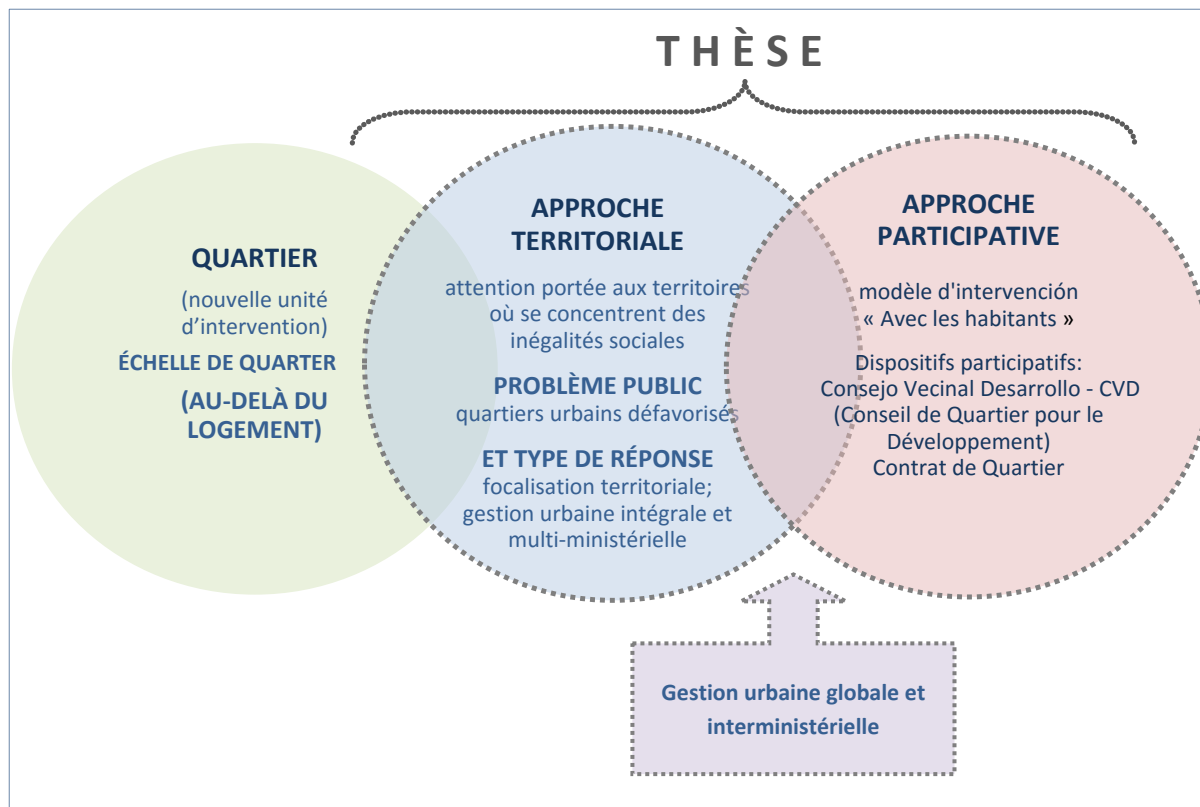 THÈSE
QUARTIER
(nouvelle unité
d’intervention)
ÉCHELLE DE QUARTER
(AU-DELÀ DU
LOGEMENT)
APPROCHE
TERRITORIALE
attention portée aux territoires
où se concentrent des
inégalités sociales
PROBLÈME PUBLIC
quartiers urbains défavorisés
ET TYPE DE RÉPONSE
focalisation territoriale;
gestion urbaine intégrale et
multi-ministérielle
APPROCHE
PARTICIPATIVE
modèle d'intervención
« Avec les habitants »
Dispositifs participatifs:
Consejo Vecinal Desarrollo - CVD
(Conseil de Quartier pour le
Développement)
Contrat de Quartier
Gestion urbaine globale et
interministérielle